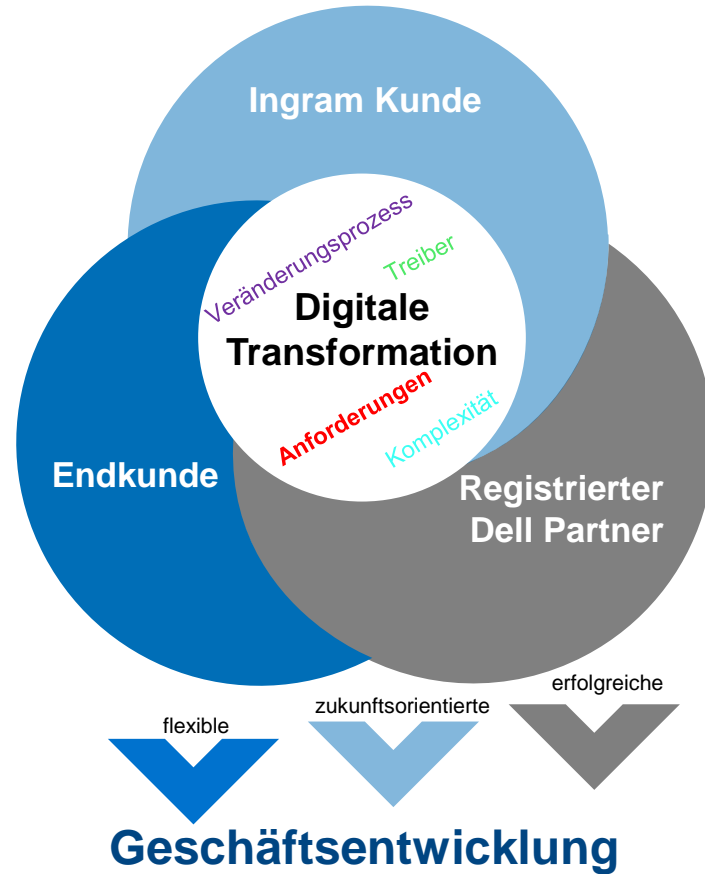 Ingram Kunde
Veränderungsprozess
Treiber
Digitale
Transformation
Anforderungen
Komplexität
Endkunde
Registrierter
Dell Partner
flexible
zukunftsorientierte
erfolgreiche
Geschäftsentwicklung